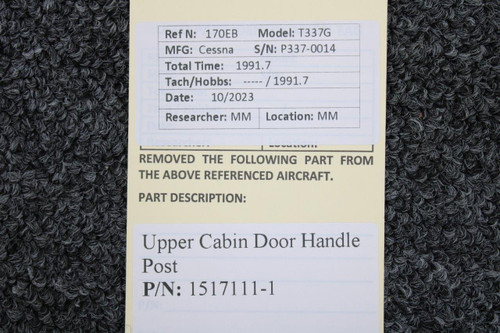 Ref N: 170EB Model: T337G
MFG: Cessna S/N: P337-0014
Total Time: 1991.7
Tach/Hobbs: ----- / 1991.7
Date: 10/2023
Researcher: MM Location: MM
REMOVED THE FOLLOWING PART FROM
THE ABOVE REFERENCED AIRCRAFT.
PART DESCRIPTION:
Upper Cabin Door Handle
Post
P/N: 1517111-1